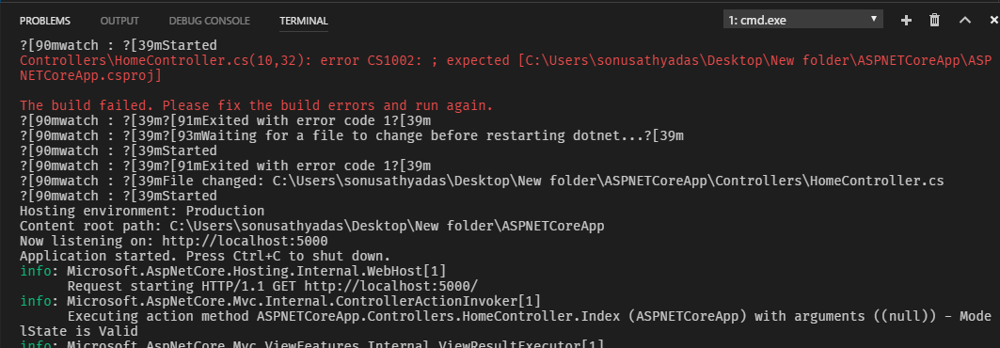 PROBLEMS OUTPUT DEBUG CONSOLE TERMINAL 1: cmd.exe
?[90mwatch : ?[39mStarted
Controllers\HomeController.cs(10,32): error CS1002: ; expected [C:\Users\sonusathyadas\Desktop\New folder\ASPNETCoreApp\ASP
NETCoreApp.csproj]
The build failed. Please fix the build errors and run again.
?[90mwatch : ?[39m?[91mExited with error code 1?[39m
?[90mwatch : ?[39m?[93mWaiting for a file to change before restarting dotnet...?[39m
?[90mwatch : ?[39mStarted
?[90mwatch : ?[39m?[91mExited with error code 1?[39m
?[90mwatch : ?[39mFile changed: C:\Users\sonusathyadas\Desktop\New folder\ASPNETCoreApp\Controllers\HomeController.cs
?[90mwatch : ?[39mStarted
Hosting environment: Production
Content root path: C:\Users\sonusathyadas\Desktop\New folder\ASPNETCoreApp
Now listening on: http://localhost:5000
Application started. Press Ctrl+C to shut down.
info: Microsoft.AspNetCore.Hosting.Internal.WebHost[1]
Request starting HTTP/1.1 GET http://localhost:5000/
info: Microsoft.AspNetCore.Mvc.Internal.ControllerActionInvoker[1]
Executing action method ASPNETCoreApp.Controllers.HomeController.Index (ASPNETCoreApp) with arguments ((null)) - Mode
lState is Valid
info: Microsoft.AspNetCore.Mvc.ViewFeatures.Internal.ViewResultExecutor[1]